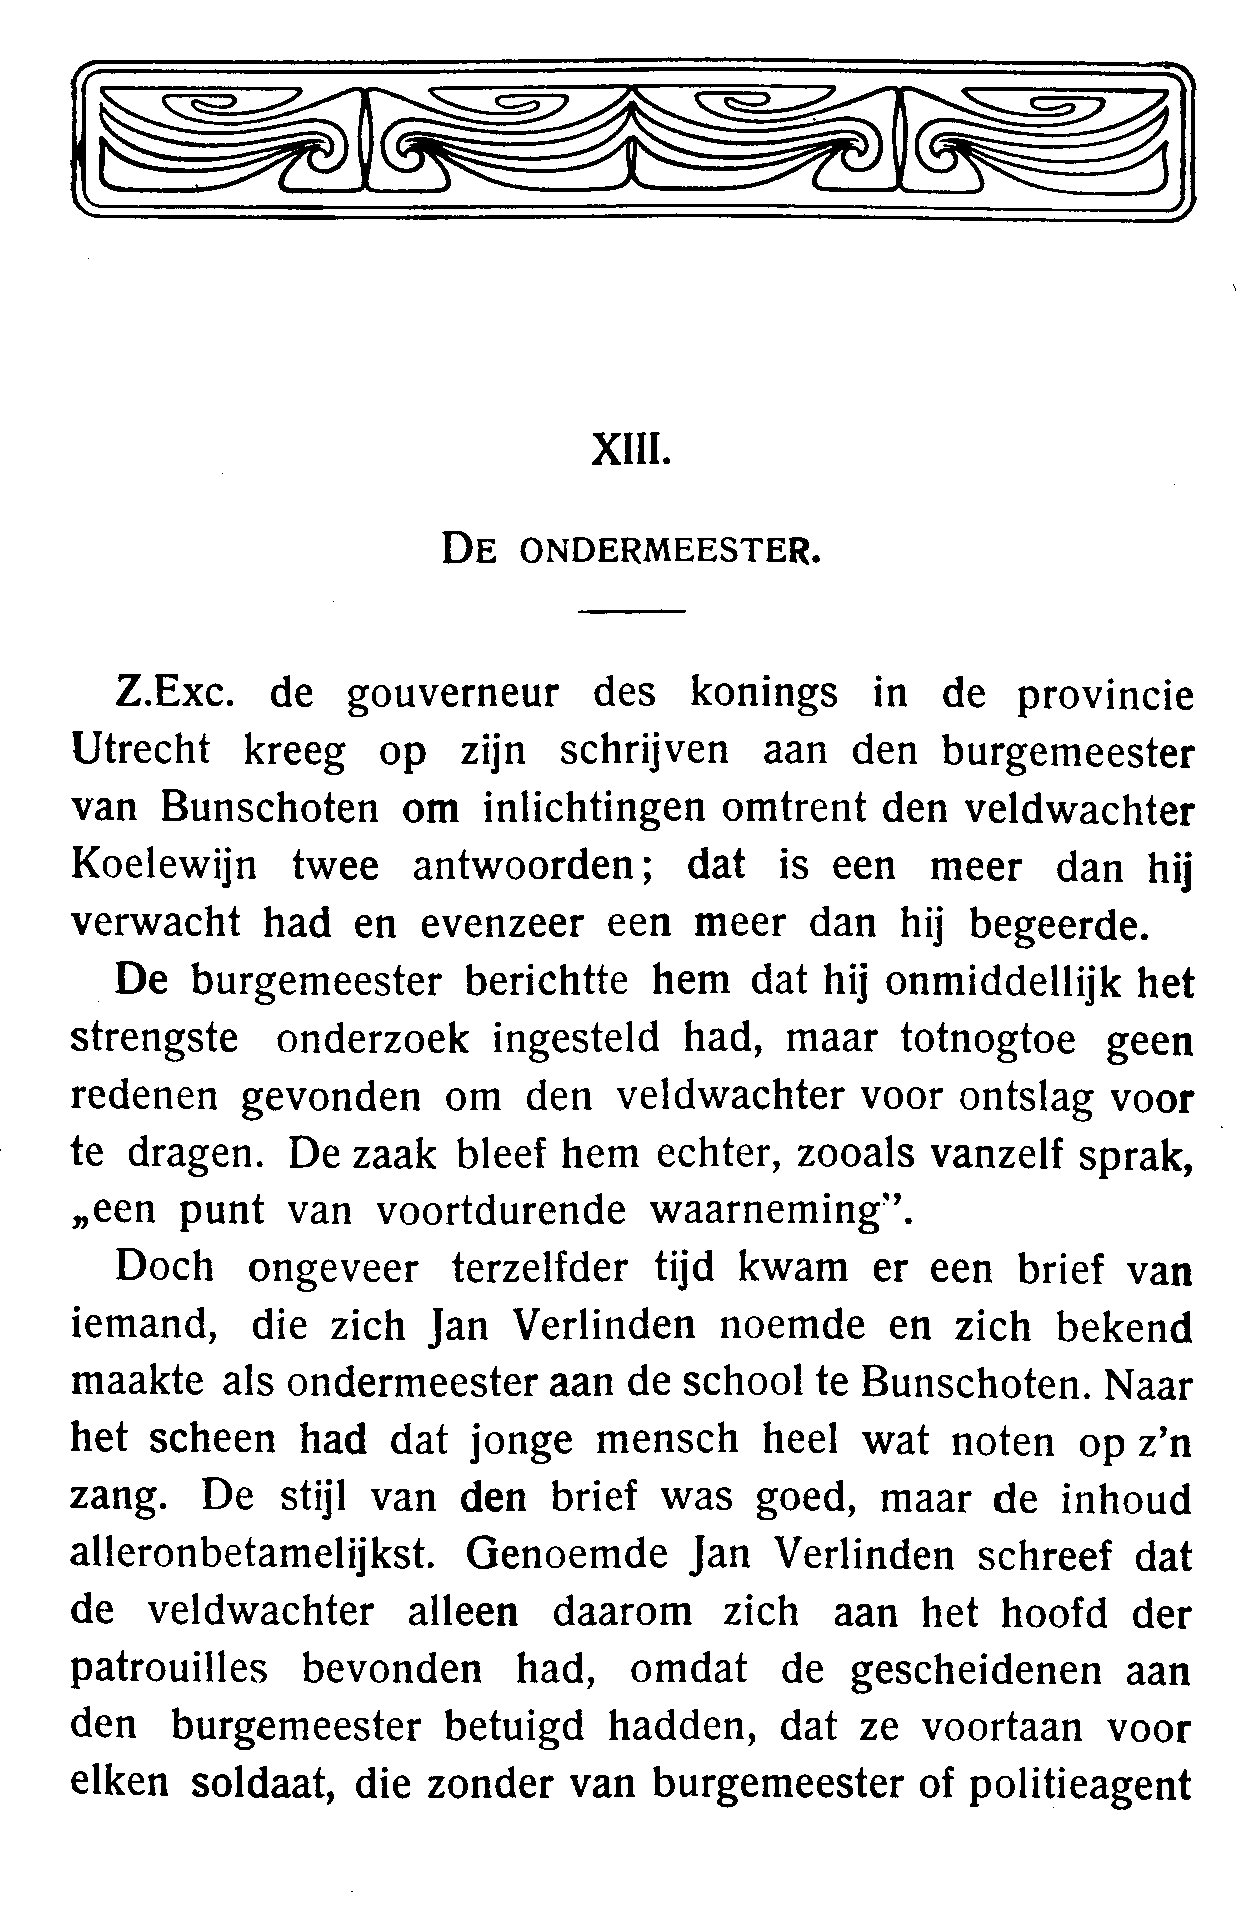 XIII.
DE ONDERMEESTER.
Z.Exc. de gouverneur des konings in de provincie
Utrecht kreeg op zijn schrijven aan den burgemeester
van Bunschoten om inlichtingen omtrent den veldwachter
Koelewijn twee antwoorden; dat is een meer dan hij
verwacht had en evenzeer een meer dan hij begeerde.
De burgemeester berichtte hem dat hij onmiddellijk het
strengste onderzoek ingesteld had, maar totnogtoe geen
redenen gevonden om den veldwachter voor ontslag voor
te dragen. De zaak bleef hem echter, zooals vanzelf sprak,
„een punt van voortdurende waarneming”.
Doch ongeveer terzelfder tijd kwam er een brief van
iemand, die zich Jan Verlinden noemde en zich bekend
maakte als ondermeester aan de school te Bunschoten. Naar
het scheen had dat jonge mensch heel wat noten op z’n
zang. De stijl van den brief was goed, maar de inhoud
alleronbetamelijkst. Genoemde Jan Verlinden schreef dat
de veldwachter alleen daarom zich aan het hoofd der
patrouilles bevonden had, omdat de gescheidenen aan
den burgemeester betuigd hadden, dat ze voortaan voor
elken soldaat, die zonder van burgemeester of politieagent